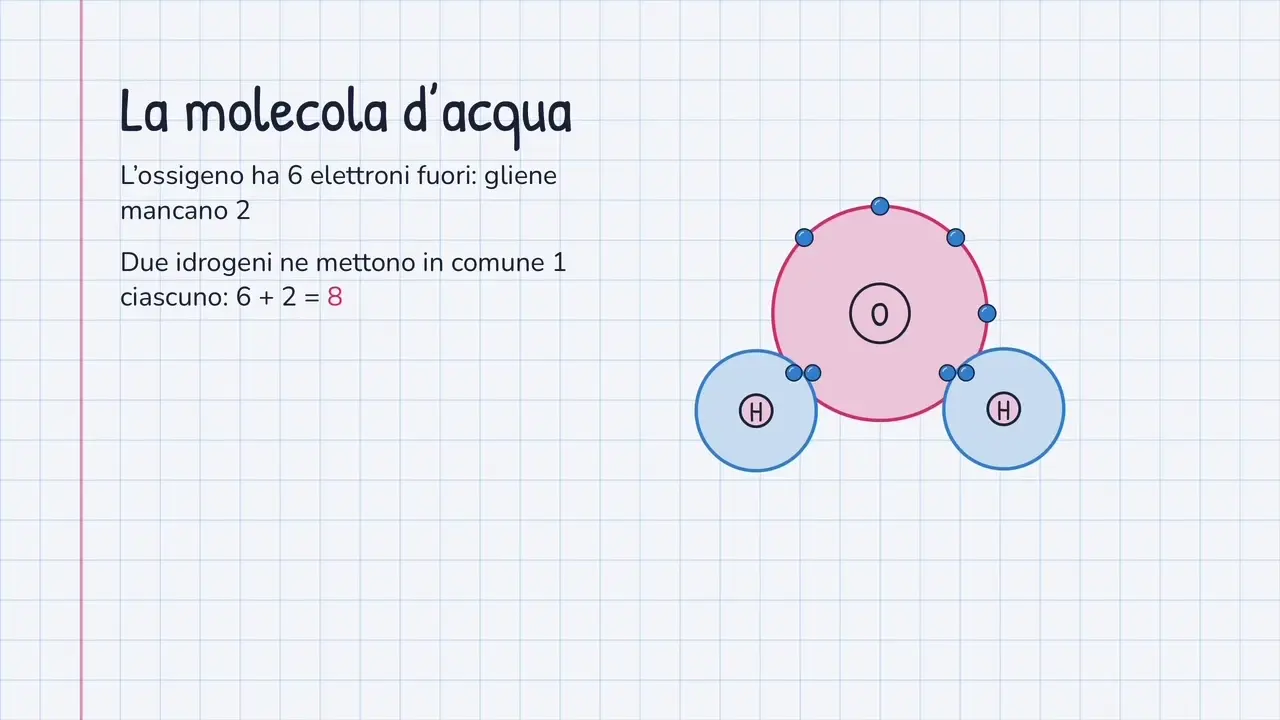 La molecola d'acqua
L’ossigeno ha 6 elettroni fuori: gliene
mancano 2
Due idrogeni ne mettono in comune 1
ciascuno: 6 + 2 = 8
O
H
H